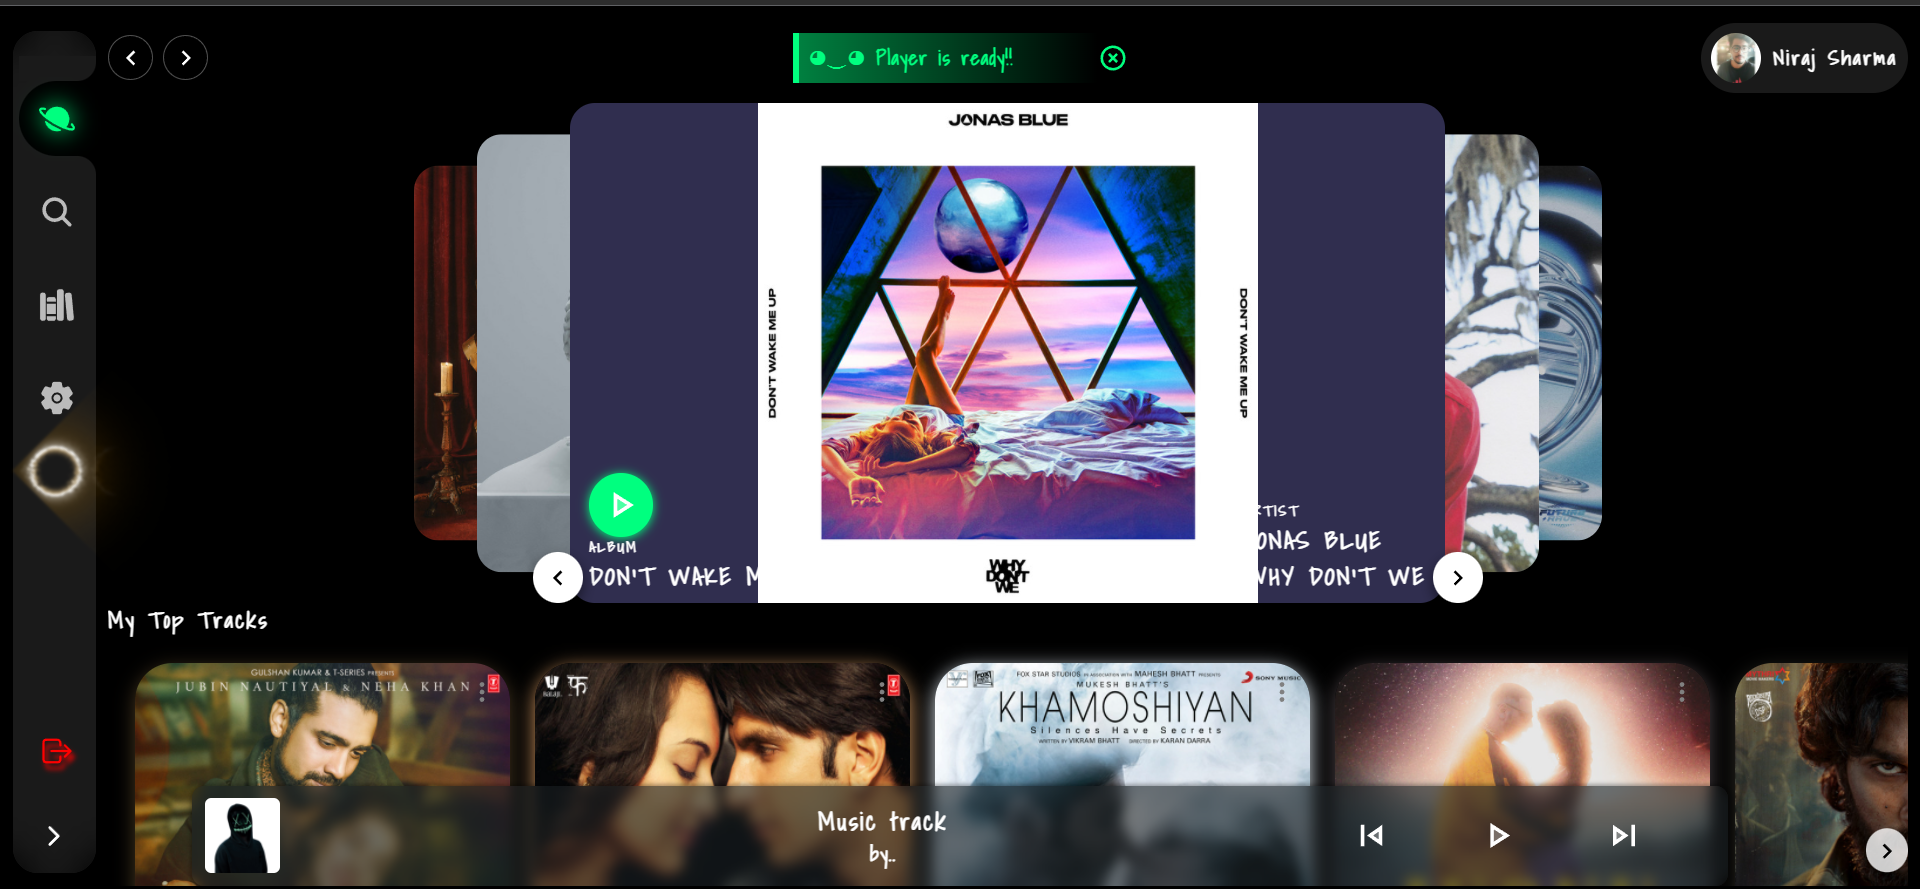 Player is ready!!
Niraj Sharma
JONAS BLUE
DON'T WAKE ME UP
DON'T WAKE ME UP
WHY
DON'T
WE
ALBUM
DON'T WAKE M
RTIST
ONAS BLUE
WHY DON'T WE
My Top Tracks
GULSHAN KUMAR & T-SERIES PRESENTS
JUBIN NAUTIYAL & NEHA KHAN
फ
FOX STAR STUDIOS IN ASSOCIATION WITH MAHESH BHATT PRESENTS
SONY MUSIC
MUKESH BHATT'S
KHAMOSHIYAN
Silences Have Secrets
WRITTEN BY VIKRAM BHATT DIRECTED BY KARAN DARRA
Music track
by..